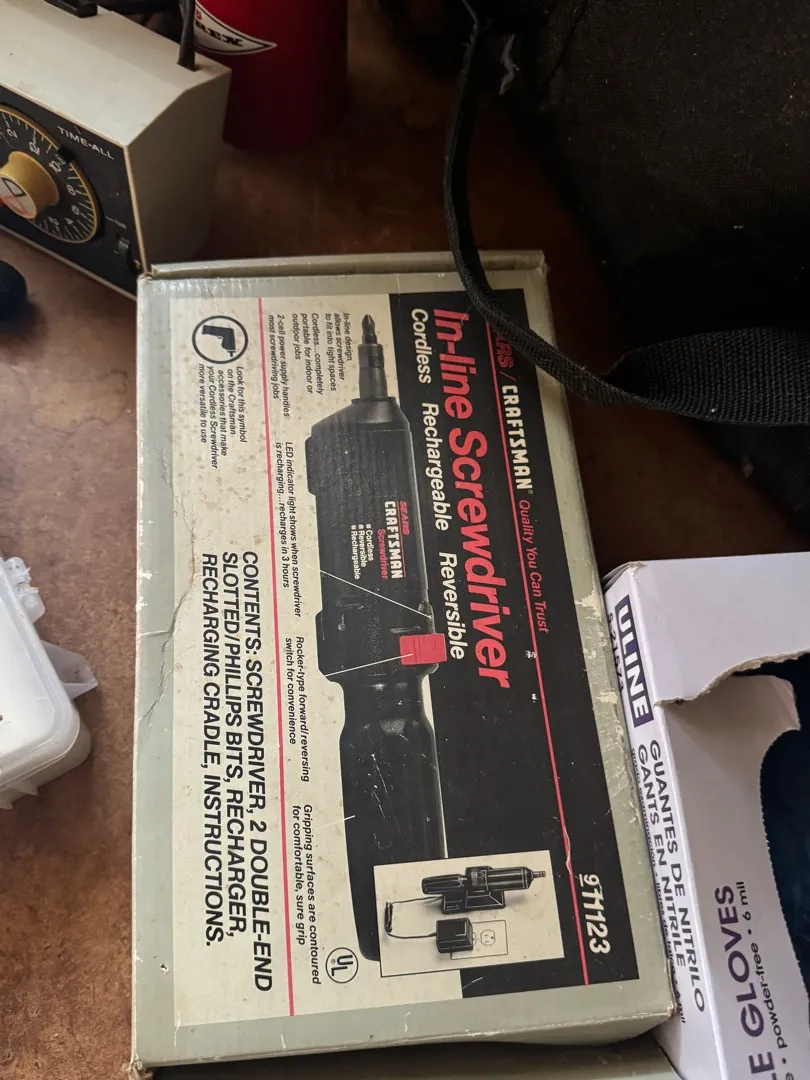 TIME-ALL
CRAFTSMAN® Quality You Can Trust
In-line Screwdriver
Cordless Rechargeable Reversible
911123
SEARS
CRAFTSMAN
Screwdriver
■ Cordless
■ Reversible
■ Rechargeable
In-line design
allows screwdriver
to fit into tight spaces
Cordless...completely
portable for indoor or
outdoor jobs
2-cell power supply handles
most screwdriving jobs
LED indicator light shows when screwdriver
is recharging...recharges in 3 hours
Rocker-type forward/reversing
switch for convenience
Gripping surfaces are contoured
for comfortable, sure grip
UL
Look for this symbol
on the Craftsman
accessories that make
your Cordless Screwdriver
more versatile to use
CONTENTS: SCREWDRIVER, 2 DOUBLE-END
SLOTTED/PHILLIPS BITS, RECHARGER,
RECHARGING CRADLE, INSTRUCTIONS.
ULINE
GUANTES DE NITRILO
GANTS EN NITRILE
GLOVES
powder-free • 6 mil